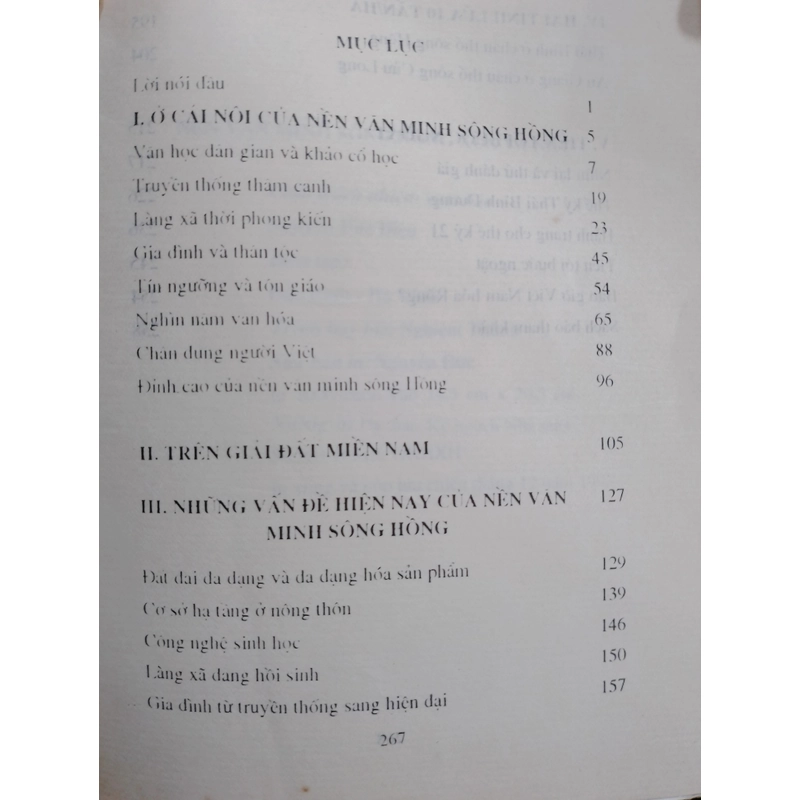 MỤC LỤC
Lời nói đầu 1
I. Ở CÁI NÔI CỦA NỀN VĂN MINH SÔNG HỒNG 5
Văn học dân gian và khảo cổ học 7
Truyền thống thâm canh 19
Làng xã thời phong kiến 23
Gia đình và thân tộc 45
Tín ngưỡng và tôn giáo 54
Nghìn năm văn hóa 65
Chân dung người Việt 88
Đỉnh cao của nền văn minh sông Hồng 96
II. TRÊN GIẢI ĐẤT MIỀN NAM 105
III. NHỮNG VẤN ĐỀ HIỆN NAY CỦA NỀN VĂN 127
MINH SÔNG HỒNG
Đất đai đa dạng và đa dạng hóa sản phẩm 129
Cơ sở hạ tầng ở nông thôn 139
Công nghệ sinh học 146
Làng xã đang hồi sinh 150
Gia đình từ truyền thống sang hiện đại 157
267